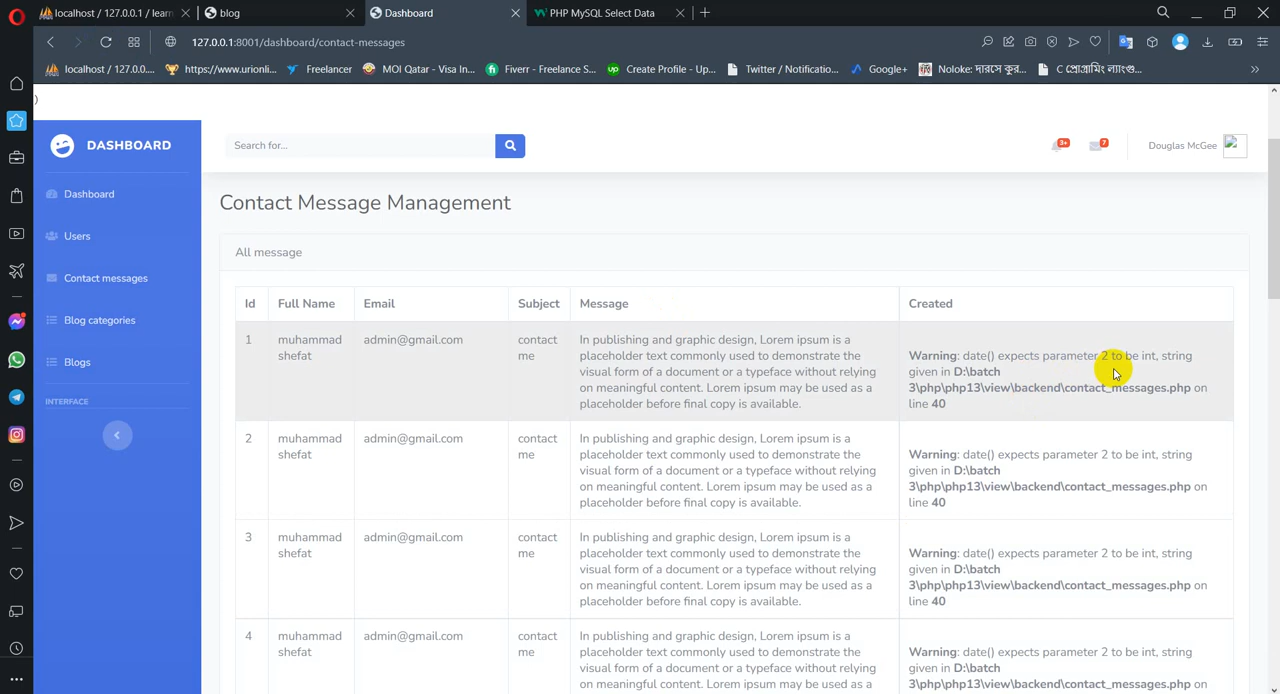 localhost / 127.0.0.1 / learn
blog
Dashboard
PHP MySQL Select Data
127.0.0.1:8001/dashboard/contact-messages
localhost / 127.0.0....
https://www.urionli...
Freelancer
MOI Qatar - Visa In...
Fiverr - Freelance S...
Create Profile - Up...
Twitter / Notificatio...
Google+
Noloke: দারসে কুর...
C প্রোগ্রামিং ল্যাংগু...
)
DASHBOARD
Search for...
3+
7
Douglas McGee
Dashboard
Users
Contact messages
Blog categories
Blogs
INTERFACE
Contact Message Management
All message
Id Full Name Email Subject Message Created
1 muhammad shefat admin@gmail.com contact me
In publishing and graphic design, Lorem ipsum is a
placeholder text commonly used to demonstrate the
visual form of a document or a typeface without relying
on meaningful content. Lorem ipsum may be used as a
placeholder before final copy is available.
Warning: date() expects parameter 2 to be int, string
given in D:\batch
3\php\php13\view\backend\contact_messages.php on
line 40
2 muhammad shefat admin@gmail.com contact me
In publishing and graphic design, Lorem ipsum is a
placeholder text commonly used to demonstrate the
visual form of a document or a typeface without relying
on meaningful content. Lorem ipsum may be used as a
placeholder before final copy is available.
Warning: date() expects parameter 2 to be int, string
given in D:\batch
3\php\php13\view\backend\contact_messages.php on
line 40
3 muhammad shefat admin@gmail.com contact me
In publishing and graphic design, Lorem ipsum is a
placeholder text commonly used to demonstrate the
visual form of a document or a typeface without relying
on meaningful content. Lorem ipsum may be used as a
placeholder before final copy is available.
Warning: date() expects parameter 2 to be int, string
given in D:\batch
3\php\php13\view\backend\contact_messages.php on
line 40
4 muhammad shefat admin@gmail.com contact me
In publishing and graphic design, Lorem ipsum is a
placeholder text commonly used to demonstrate the
visual form of a document or a typeface without relying
on meaningful content. Lorem ipsum may be used as a
Warning: date() expects parameter 2 to be int, string
given in D:\batch
3\php\php13\view\backend\contact_messages.php on